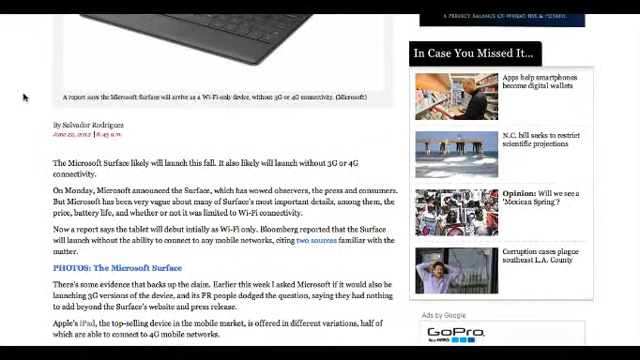 A PERFECT BALANCE OF WHEAT, RYE & POTATO.
In Case You Missed It...
Apps help smartphones
become digital wallets
A report says the Microsoft Surface will arrive as a Wi-Fi-only device, without 3G or 4G connectivity. (Microsoft)
By Salvador Rodriguez
June 22, 2012 | 8:45 a.m.
N.C. bill seeks to restrict
scientific projections
The Microsoft Surface likely will launch this fall. It also likely will launch without 3G or 4G
connectivity.
On Monday, Microsoft announced the Surface, which has wowed observers, the press and consumers.
But Microsoft has been very vague about many of Surface's most important details, among them, the
price, battery life, and whether or not it was limited to Wi-Fi connectivity.
Opinion: Will we see a
'Mexican Spring'?
Now a report says the tablet will debut intially as Wi-Fi only. Bloomberg reported that the Surface
will launch without the ability to connect to any mobile networks, citing two sources familiar with the
matter.
Corruption cases plague
southeast L.A. County
PHOTOS: The Microsoft Surface
There's some evidence that backs up the claim. Earlier this week I asked Microsoft if it would also be
launching 3G versions of the device, and its PR people dodged the question, saying they had nothing
to add beyond the Surface's website and press release.
Apple's iPad, the top-selling device in the mobile market, is offered in different variations, half of
which are able to connect to 4G mobile networks.
Ads by Google
GoPro